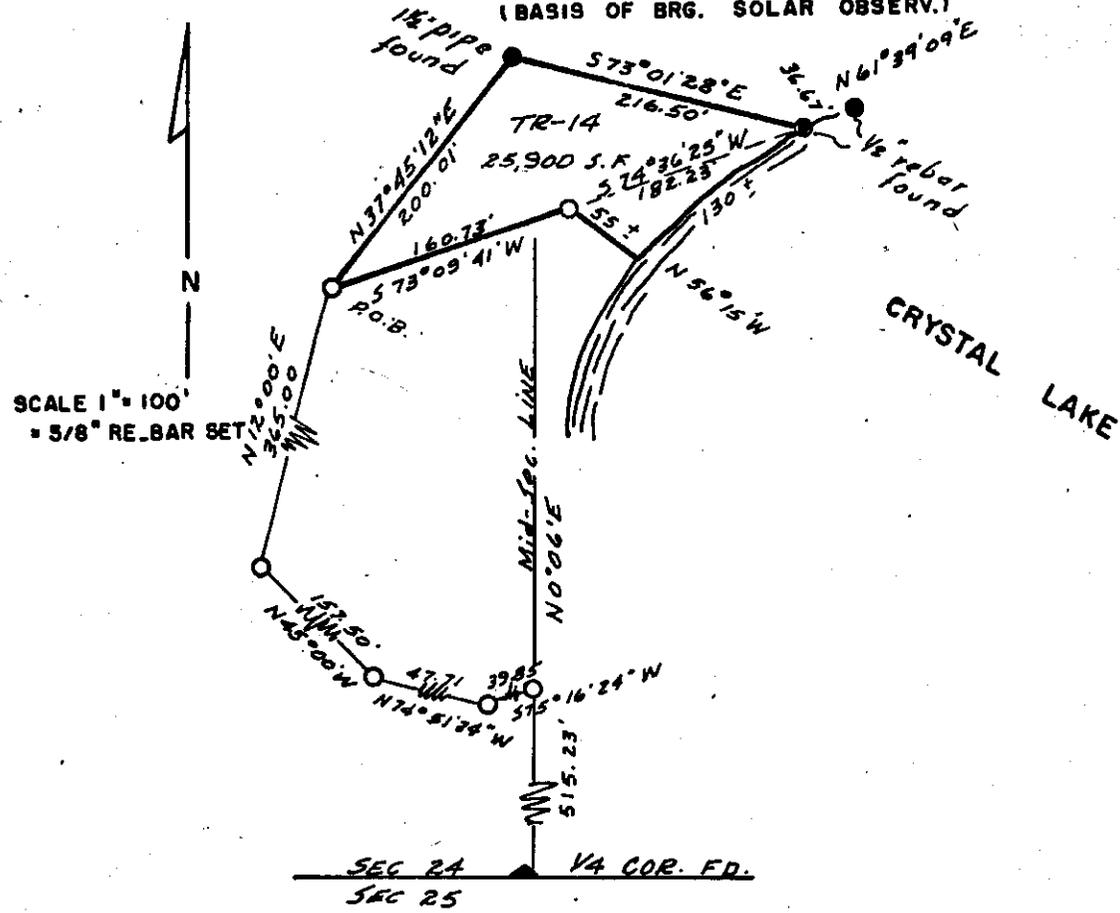 (BASIS OF BRG. SOLAR OBSERV.)
1½" pipe
found
S 73°01'28" E
216.50'
36.67'
N 61°39'09" E
½" rebar
found
TR-14
25,900 S.F.
N 37°45'12" E
200.01'
S 74°36'25" W
182.23'
55 ±
130 ±
160.73'
S 73°09'41" W
P.O.B.
N 56°15' W
N
CRYSTAL LAKE
N 12°00' E
365.00
SCALE 1" = 100'
= 5/8" RE-BAR SET
Mid-Sec. LINE
N 0°06' E
N 45°00' W
47.71
N 74°51'24" W
39.85
S 75°16'24" W
515.23'
SEC 24
1/4 COR. FD.
SEC 25